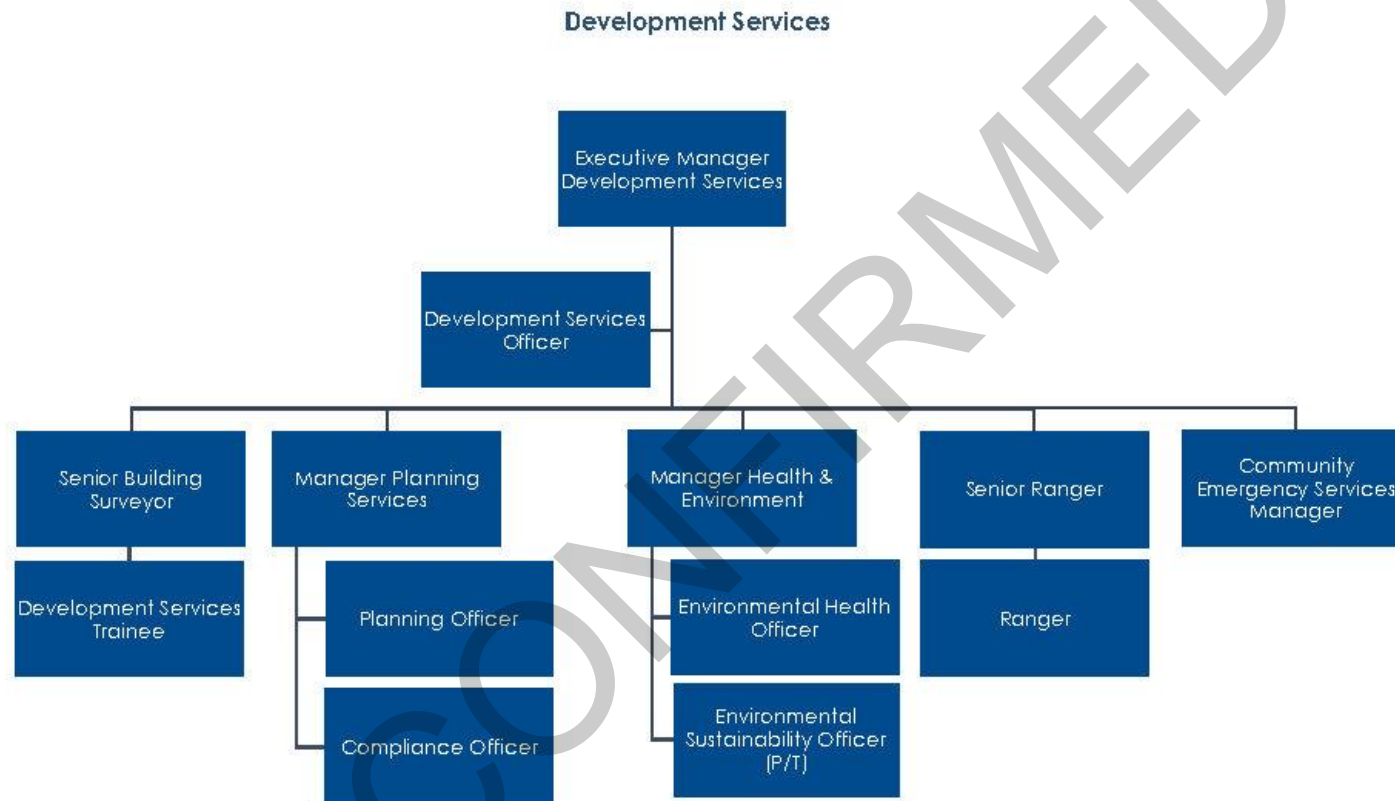 Development Services
Executive Manager
Development Services
Development Services
Officer
Senior Building
Surveyor
Manager Planning
Services
Manager Health &
Environment
Senior Ranger
Community
Emergency Services
Manager
Development Services
Trainee
Planning Officer
Environmental Health
Officer
Ranger
Compliance Officer
Environmental
Sustainability Officer
(P/T)
CONFIRMED